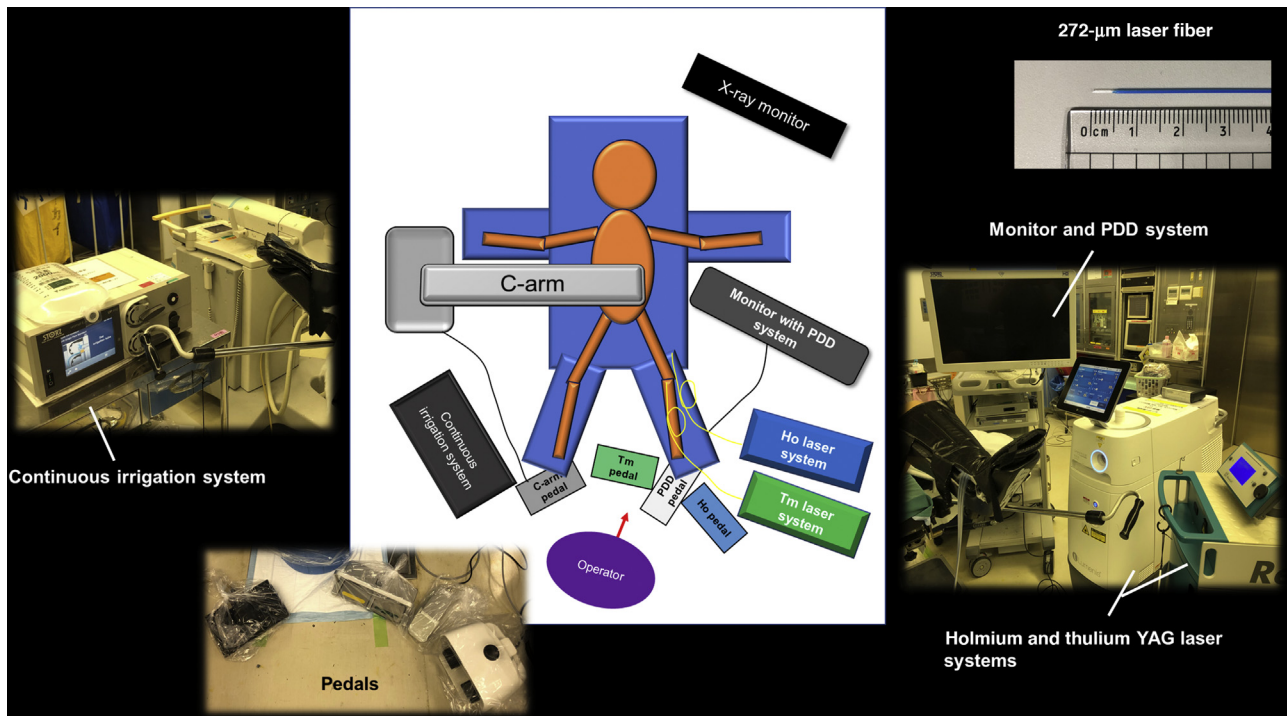 272-μm laser fiber
0 cm 1 2 3 4
X-ray monitor
Monitor and PDD system
C-arm
Monitor with PDD
system
STORZ
Continuous
irrigation system
Continuous irrigation system
Ho laser
system
Tm
pedal
C-arm
pedal
PDD
pedal
Ho pedal
Tm laser
system
Operator
R
Holmium and thulium YAG laser
systems
Pedals